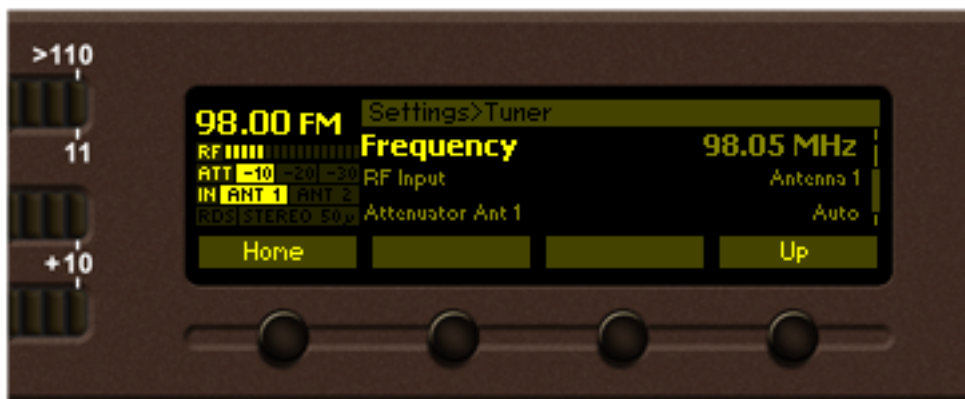 >110
11
+10
98.00 FM
RF
ATT -10 -20 -30
IN ANT 1 ANT 2
RDS STEREO 50µ
Settings>Tuner
Frequency 98.05 MHz
RF Input Antenna 1
Attenuator Ant 1 Auto
Home Up